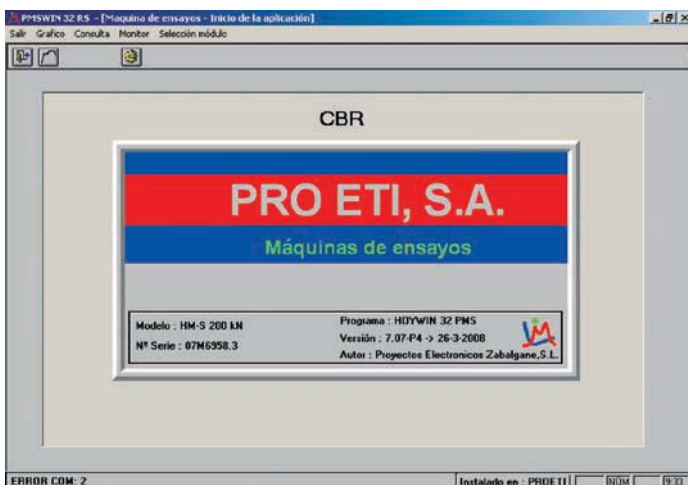 PMSWIN 32 RS - [Maquina de ensayos - Inicio de la aplicación]
Salir Grafico Consulta Monitor Selección módulo
CBR
PRO ETI, S.A.
Máquinas de ensayos
Modelo : HM-S 200 kN
Nº Serie : 07M6958.3
Programa : HOYWIN 32 PMS
Versión : 7.07-P4 -> 26-3-2008
Autor : Proyectos Electronicos Zabalgane,S.L.
ERROR COM: 2
Instalado en : PROETI
NÚM
9:33